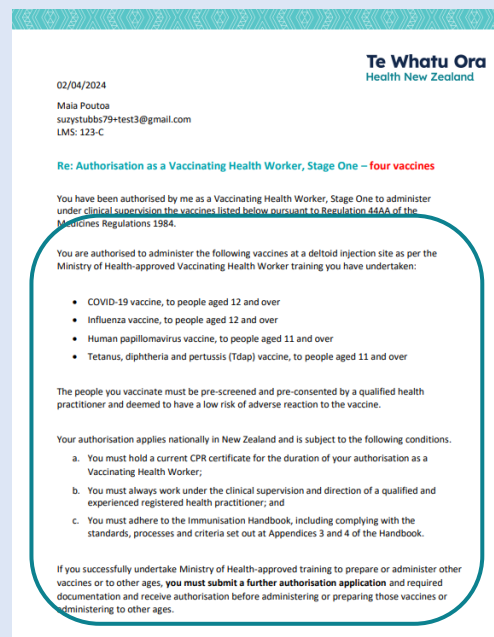 Te Whatu Ora
Health New Zealand
02/04/2024
Maia Poutoa
suzystubbs79+test3@gmail.com
LMS: 123-C
Re: Authorisation as a Vaccinating Health Worker, Stage One – four vaccines
You have been authorised by me as a Vaccinating Health Worker, Stage One to administer
under clinical supervision the vaccines listed below pursuant to Regulation 44AA of the
Medicines Regulations 1984.
You are authorised to administer the following vaccines at a deltoid injection site as per the
Ministry of Health-approved Vaccinating Health Worker training you have undertaken:
• COVID-19 vaccine, to people aged 12 and over
• Influenza vaccine, to people aged 12 and over
• Human papillomavirus vaccine, to people aged 11 and over
• Tetanus, diphtheria and pertussis (Tdap) vaccine, to people aged 11 and over
The people you vaccinate must be pre-screened and pre-consented by a qualified health
practitioner and deemed to have a low risk of adverse reaction to the vaccine.
Your authorisation applies nationally in New Zealand and is subject to the following conditions.
a. You must hold a current CPR certificate for the duration of your authorisation as a
Vaccinating Health Worker;
b. You must always work under the clinical supervision and direction of a qualified and
experienced registered health practitioner; and
c. You must adhere to the Immunisation Handbook, including complying with the
standards, processes and criteria set out at Appendices 3 and 4 of the Handbook.
If you successfully undertake Ministry of Health-approved training to prepare or administer other
vaccines or to other ages, you must submit a further authorisation application and required
documentation and receive authorisation before administering or preparing those vaccines or
administering to other ages.